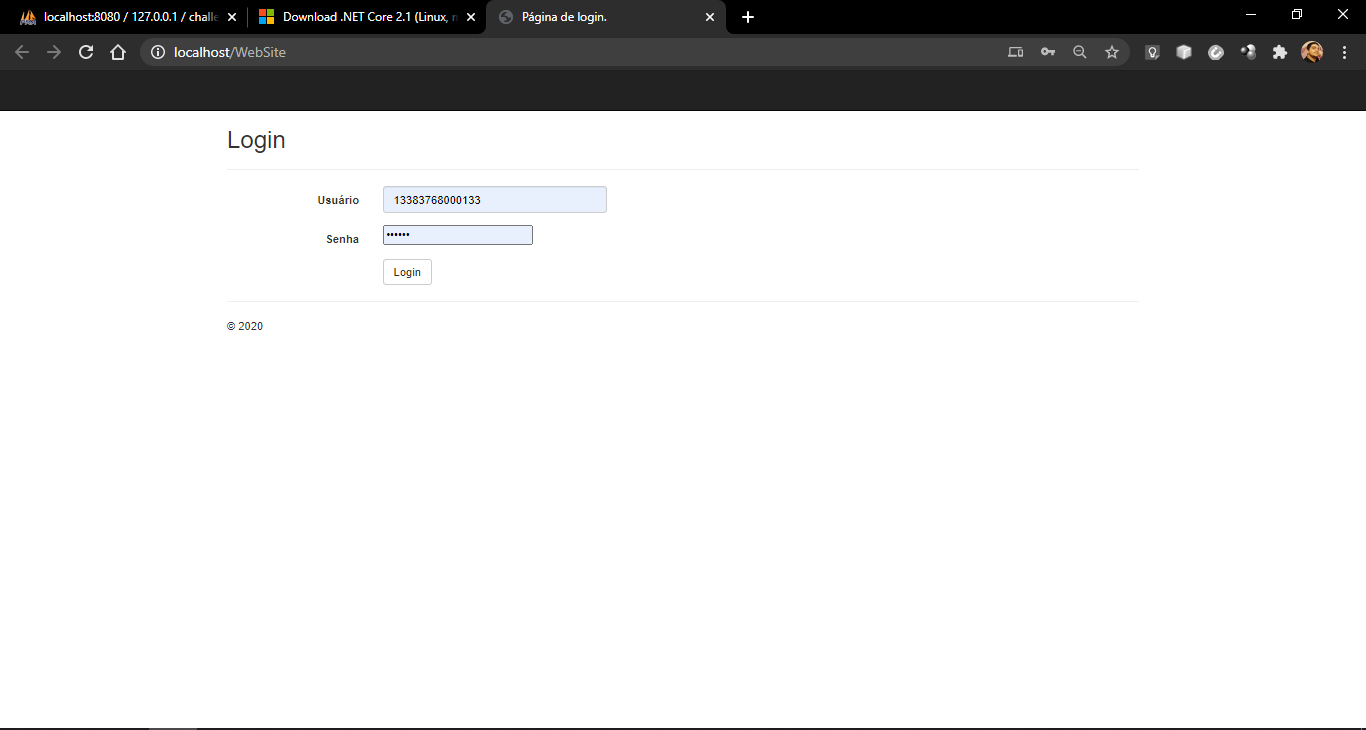 localhost:8080 / 127.0.0.1 / challe
Download .NET Core 2.1 (Linux, m
Página de login.
localhost/WebSite
Login
Usuário 13383768000133
Senha ••••••
Login
© 2020